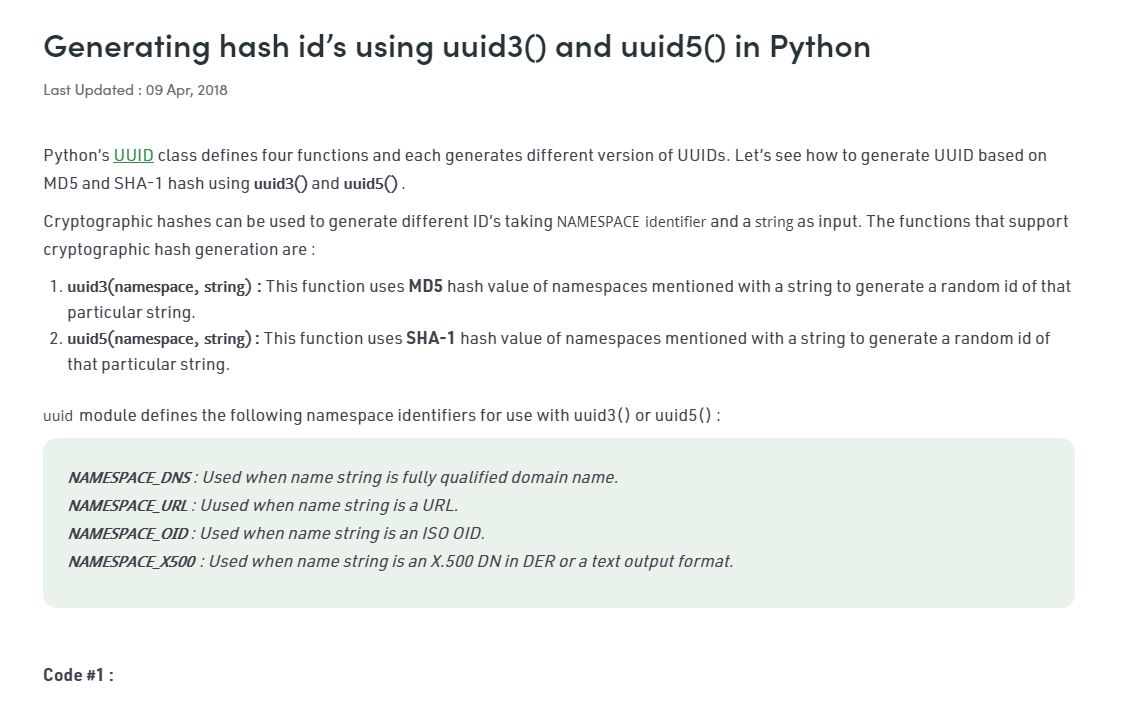 Generating hash id’s using uuid3() and uuid5() in Python
Last Updated : 09 Apr, 2018
Python’s UUID class defines four functions and each generates different version of UUIDs. Let’s see how to generate UUID based on
MD5 and SHA-1 hash using uuid3() and uuid5() .
Cryptographic hashes can be used to generate different ID’s taking NAMESPACE identifier and a string as input. The functions that support
cryptographic hash generation are :
1. uuid3(namespace, string) : This function uses MD5 hash value of namespaces mentioned with a string to generate a random id of that
particular string.
2. uuid5(namespace, string) : This function uses SHA-1 hash value of namespaces mentioned with a string to generate a random id of
that particular string.
uuid module defines the following namespace identifiers for use with uuid3() or uuid5() :
NAMESPACE_DNS : Used when name string is fully qualified domain name.
NAMESPACE_URL : Uused when name string is a URL.
NAMESPACE_OID : Used when name string is an ISO OID.
NAMESPACE_X500 : Used when name string is an X.500 DN in DER or a text output format.
Code #1 :